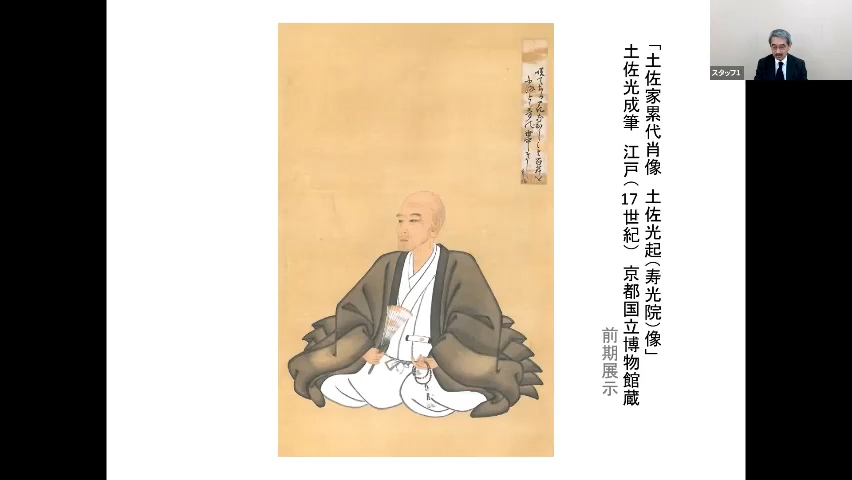 「土佐家累代肖像　土佐光起(寿光院)像」
土佐光成筆　江戸(17世紀)　京都国立博物館蔵
前期展示
スタッフ1